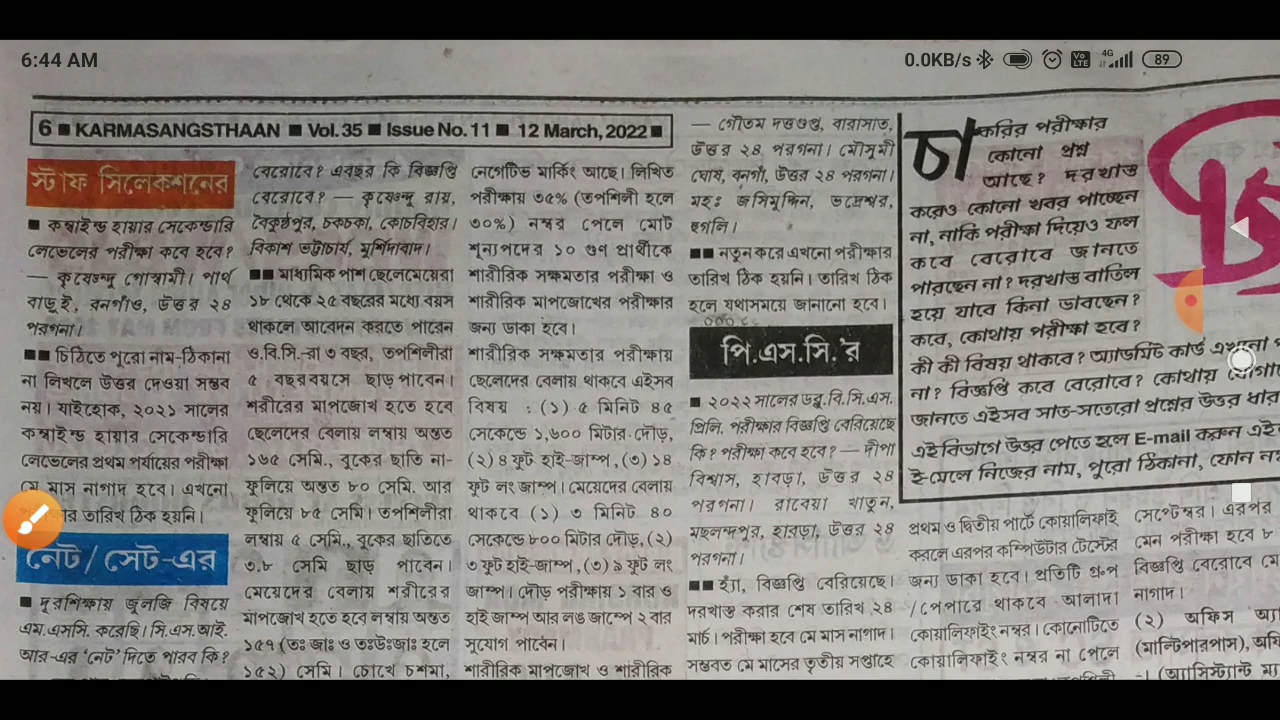 6:44 AM
0.0KB/s
4G
89
6 ■ KARMASANGSTHAAN ■ Vol. 35 ■ Issue No. 11 ■ 12 March, 2022 ■
স্টাফ সিলেকশনের
■ কম্বাইন্ড হায়ার সেকেন্ডারি
লেভেলের পরীক্ষা কবে হবে?
— কৃষ্ণেন্দু গোস্বামী। পার্থ
বাড়ুই, বনগাঁও, উত্তর ২৪
পরগনা।
■■ চিঠিতে পুরো নাম-ঠিকানা
না লিখলে উত্তর দেওয়া সম্ভব
নয়। যাইহোক, ২০২১ সালের
কম্বাইন্ড হায়ার সেকেন্ডারি
লেভেলের প্রথম পর্যায়ের পরীক্ষা
মে মাস নাগাদ হবে। এখনো
তারিখ ঠিক হয়নি।
নেট / সেট-এর
■ দূরশিক্ষায় জুলজি বিষয়ে
এম.এসসি. করেছি। সি.এস.আই.
আর-এর ‘নেট’ দিতে পারব কি?
বেরোবে? এবছর কি বিজ্ঞপ্তি
বেরোবে? — কৃষ্ণেন্দু রায়,
বৈকুণ্ঠপুর, চকচকা, কোচবিহার।
বিকাশ ভট্টাচার্য, মুর্শিদাবাদ।
■■ মাধ্যমিক পাশ ছেলেমেয়েরা
১৮ থেকে ২৫ বছরের মধ্যে বয়স
থাকলে আবেদন করতে পারেন
ও.বি.সি.-রা ৩ বছর, তপশিলীরা
৫ বছর বয়সে ছাড় পাবেন।
শরীরের মাপজোখ হতে হবে
ছেলেদের বেলায় লম্বায় অন্তত
১৬৫ সেমি., বুকের ছাতি না-
ফুলিয়ে অন্তত ৮০ সেমি. আর
ফুলিয়ে ৮৫ সেমি। তপশিলীরা
লম্বায় ৫ সেমি., বুকের ছাতিতে
৩.৮ সেমি ছাড় পাবেন।
মেয়েদের বেলায় শরীরের
মাপজোখ হতে হবে লম্বায় অন্তত
১৫৭ (তঃ জাঃ ও তঃউঃজাঃ হলে
১৫২) সেমি। চোখে চশমা,
নেগেটিভ মার্কিং আছে। লিখিত
পরীক্ষায় ৩৫% (তপশিলী হলে
৩০%) নম্বর পেলে মোট
শূন্যপদের ১০ গুণ প্রার্থীকে
শারীরিক সক্ষমতার পরীক্ষা ও
শারীরিক মাপজোখের পরীক্ষার
জন্য ডাকা হবে।
শারীরিক সক্ষমতার পরীক্ষায়
ছেলেদের বেলায় থাকবে এইসব
বিষয় : (১) ৫ মিনিট ৪৫
সেকেন্ডে ১,৬০০ মিটার দৌড়,
(২) ৪ ফুট হাই-জাম্প, (৩) ১৪
ফুট লং জাম্প। মেয়েদের বেলায়
থাকবে (১) ৩ মিনিট ৪০
সেকেন্ডে ৮০০ মিটার দৌড়, (২)
৩ ফুট হাই-জাম্প, (৩) ৯ ফুট লং
জাম্প। দৌড় পরীক্ষায় ১ বার ও
হাই জাম্প আর লঙ জাম্পে ২ বার
সুযোগ পাবেন।
শারীরিক মাপজোখ ও শারীরিক
— গৌতম দত্তগুপ্ত, বারাসাত,
উত্তর ২৪ পরগনা। মৌসুমী
ঘোষ, বনগাঁ, উত্তর ২৪ পরগনা।
মহঃ জসিমুদ্দিন, ভদ্রেশ্বর,
হুগলি।
■■ নতুন করে এখনো পরীক্ষার
তারিখ ঠিক হয়নি। তারিখ ঠিক
হলে যথাসময়ে জানানো হবে।
পি.এস.সি.’র
■ ২০২২ সালের ডব্লু.বি.সি.এস.
প্রিলি. পরীক্ষার বিজ্ঞপ্তি বেরিয়েছে
কি? পরীক্ষা কবে হবে? — দীপা
বিশ্বাস, হাবড়া, উত্তর ২৪
পরগনা। রাবেয়া খাতুন,
মছলন্দপুর, হাবড়া, উত্তর ২৪
পরগনা।
■■ হ্যাঁ, বিজ্ঞপ্তি বেরিয়েছে।
দরখাস্ত করার শেষ তারিখ ২৪
মার্চ। পরীক্ষা হবে মে মাস নাগাদ।
সম্ভবত মে মাসের তৃতীয় সপ্তাহে
চাকরির পরীক্ষার
কোনো প্রশ্ন
আছে? দরখাস্ত
করেও কোনো খবর পাচ্ছেন
না, নাকি পরীক্ষা দিয়েও ফল
কবে বেরোবে জানতে
পারছেন না? দরখাস্ত বাতিল
হয়ে যাবে কিনা ভাবছেন?
কবে, কোথায় পরীক্ষা হবে?
কী কী বিষয় থাকবে? অ্যাডমিট কার্ড এখনো
না? বিজ্ঞপ্তি কবে বেরোবে? কোথায়
জানতে এইসব সাত-সতেরো প্রশ্নের উত্তর
এই বিভাগে উত্তর পেতে হলে E-mail করুন এই
ই-মেলে নিজের নাম, পুরো ঠিকানা, ফোন
প্রথম ও দ্বিতীয় পার্টে কোয়ালিফাই
করলে এরপর কম্পিউটার টেস্টের
জন্য ডাকা হবে। প্রতিটি গ্রুপ
/ পেপারে থাকবে আলাদা
কোয়ালিফাইং নম্বর। কোনোটিতে
কোয়ালিফাইং নম্বর না পেলে
সেপ্টেম্বর। এরপর
মেন পরীক্ষা হবে ৮
বিজ্ঞপ্তি বেরোবে
নাগাদ।
(২) অফিস
(মাল্টিপারপাস),
(অ্যাসিস্ট্যান্ট